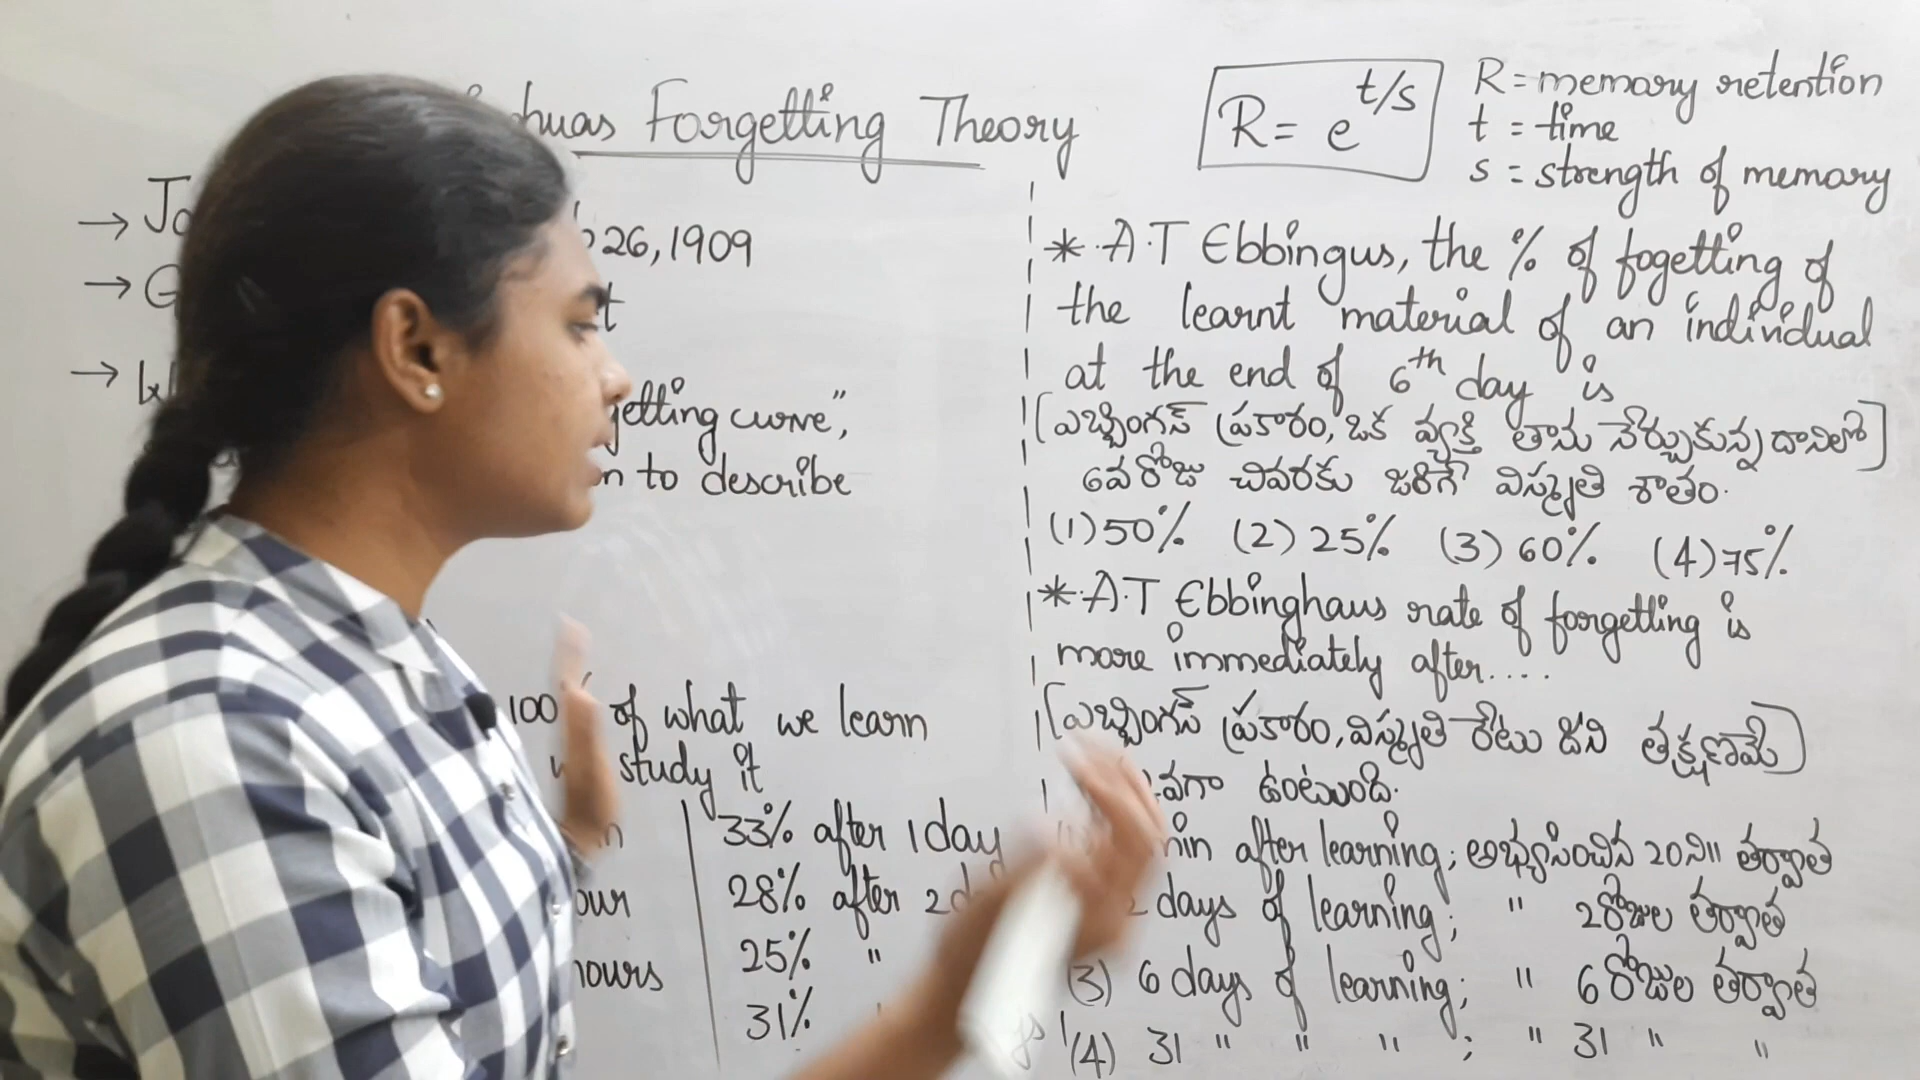 Forgetting Theory
26, 1909
getting curve",
to describe
100 of what we learn
study it
33% after 1 day
28% after 2
our
25% "
hours
31%
R = e^t/s
R = memory retention
t = time
s = strength of memory
* A.T Ebbingus, the % of fogetting of
the learnt material of an individual
at the end of 6th day is
[ఎబ్బింగస్ ప్రకారం, ఒక వ్యక్తి తాను నేర్చుకున్న దానిలో]
6వ రోజు చివరకు జరిగే విస్మృతి శాతం.
(1) 50% (2) 25% (3) 60% (4) 75%
* A.T Ebbinghaus rate of forgetting is
more immediately after....
[ఎబ్బింగస్ ప్రకారం, విస్మృతి రేటు దీని తక్షణమే]
ఉంటుంది.
min after learning; అభ్యసించిన 20ని॥ తర్వాత
2 days of learning; " 2రోజుల తర్వాత
(3) 6 days of learning; " 6 రోజుల తర్వాత
(4) 31 " " " ; " 31 " "